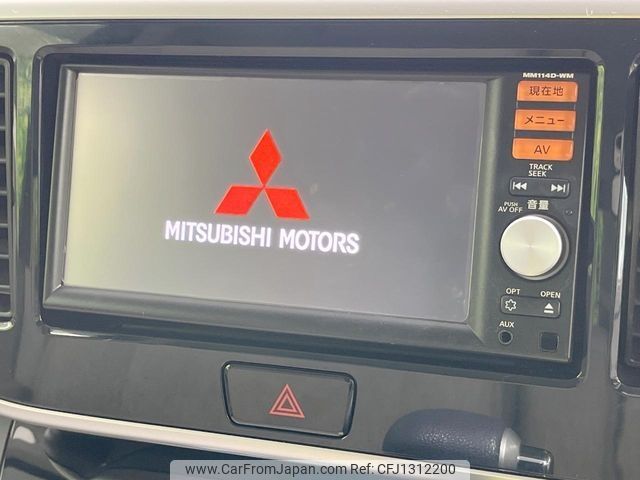 MM114D-WM
現在地
メニュー
AV
TRACK
SEEK
PUSH
AV OFF
音量
MITSUBISHI MOTORS
OPT
OPEN
AUX
www.CarFromJapan.com | Ref No. CFJ1312200